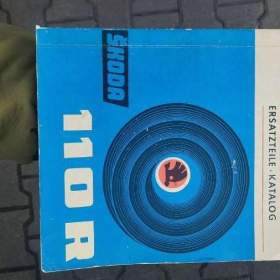 ŠKODA
110 R
ERSATZTEILE · KATALOG